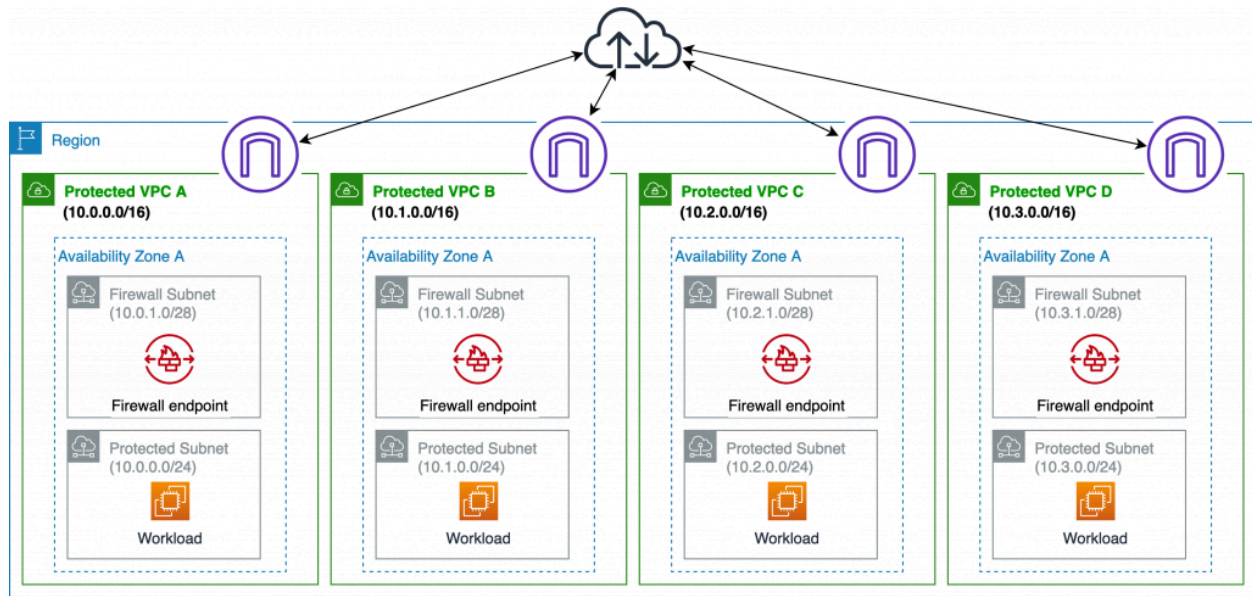 Region
Protected VPC A
(10.0.0.0/16)
Availability Zone A
Firewall Subnet
(10.0.1.0/28)
Firewall endpoint
Protected Subnet
(10.0.0.0/24)
Workload
Protected VPC B
(10.1.0.0/16)
Availability Zone A
Firewall Subnet
(10.1.1.0/28)
Firewall endpoint
Protected Subnet
(10.1.0.0/24)
Workload
Protected VPC C
(10.2.0.0/16)
Availability Zone A
Firewall Subnet
(10.2.1.0/28)
Firewall endpoint
Protected Subnet
(10.2.0.0/24)
Workload
Protected VPC D
(10.3.0.0/16)
Availability Zone A
Firewall Subnet
(10.3.1.0/28)
Firewall endpoint
Protected Subnet
(10.3.0.0/24)
Workload